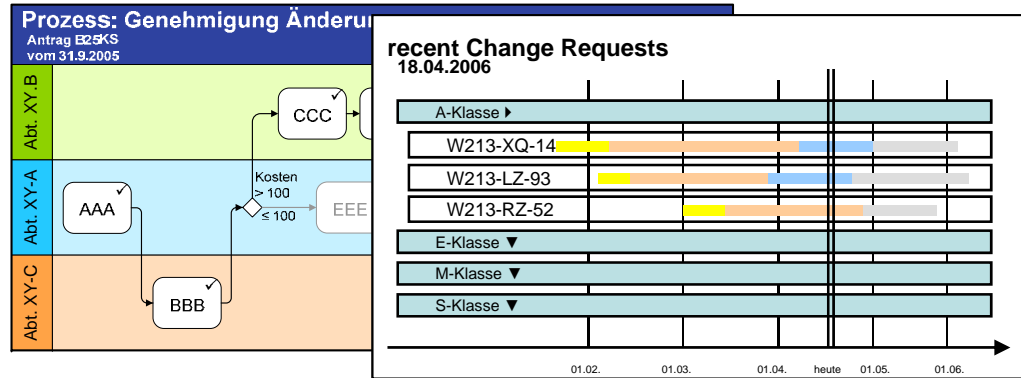 Prozess: Genehmigung Änderu
Antrag B25KS
vom 31.9.2005
Abt. XY.B
CCC
Abt. XY-A
AAA
Kosten
> 100
≤ 100
EEE
Abt. XY-C
BBB
recent Change Requests
18.04.2006
A-Klasse
W213-XQ-14
W213-LZ-93
W213-RZ-52
E-Klasse ▼
M-Klasse ▼
S-Klasse ▼
01.02. 01.03. 01.04. heute 01.05. 01.06.